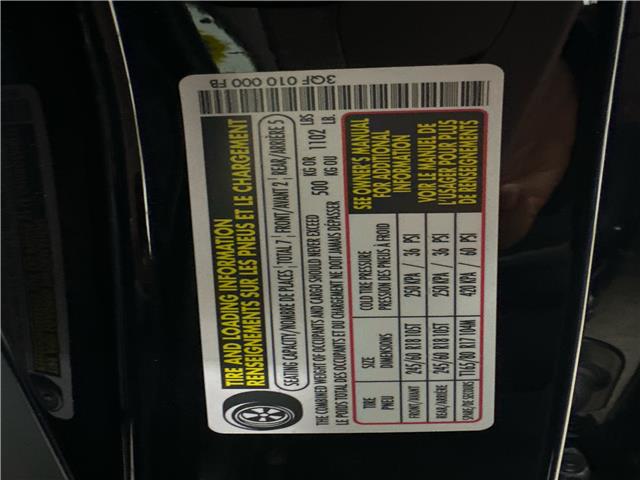 3QF 010 000 FB
TIRE AND LOADING INFORMATION
RENSEIGNEMENTS SUR LES PNEUS ET LE CHARGEMENT
SEATING CAPACITY/NOMBRE DE PLACES TOTAL 7 FRONT/AVANT 2 REAR/ARRIÈRE 5
THE COMBINED WEIGHT OF OCCUPANTS AND CARGO SHOULD NEVER EXCEED 500 KG OR 1102 LBS
LE POIDS TOTAL DES OCCUPANTS ET DU CHARGEMENT NE DOIT JAMAIS DÉPASSER KG OU LB.
TIRE SIZE COLD TIRE PRESSURE
PNEU DIMENSIONS PRESSION DES PNEUS À FROID
FRONT/AVANT 245/60 R18 105T 250 KPA / 36 PSI
REAR/ARRIÈRE 245/60 R18 105T 250 KPA / 36 PSI
SPARE/DE SECOURS T165/80 R17 104M 420 KPA / 60 PSI
SEE OWNER'S MANUAL
FOR ADDITIONAL
INFORMATION
VOIR LE MANUEL DE
L'USAGER POUR PLUS
DE RENSEIGNEMENTS